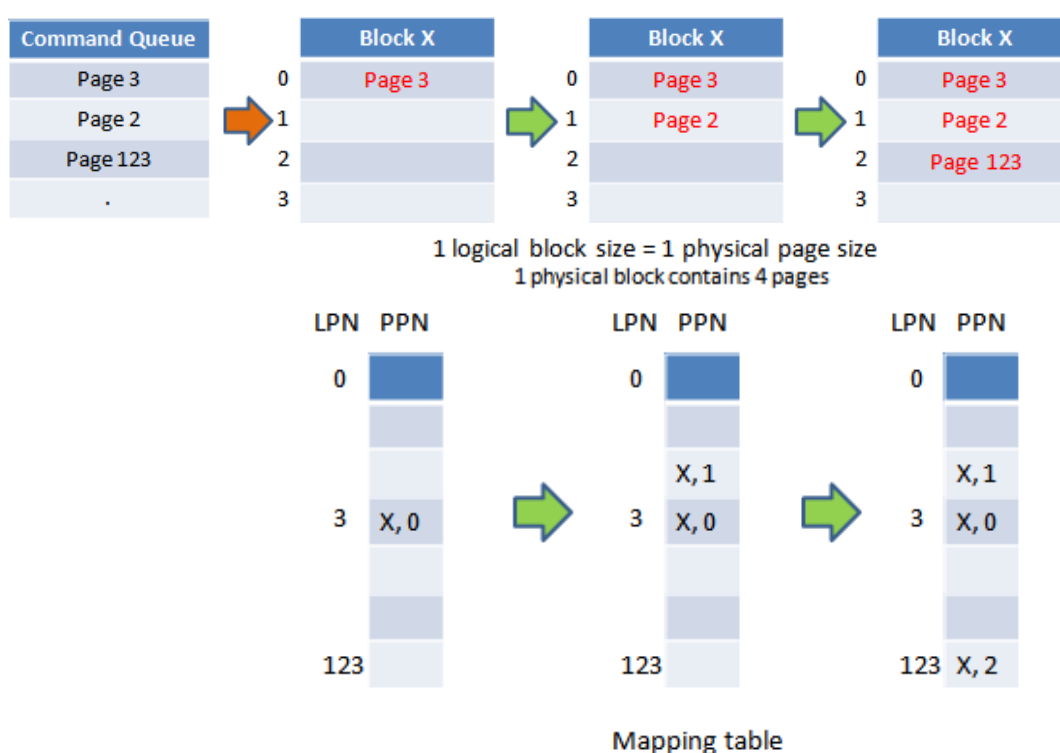 Command Queue
Page 3
Page 2
Page 123
.
Block X
0 Page 3
1
2
3
Block X
0 Page 3
1 Page 2
2
3
Block X
0 Page 3
1 Page 2
2 Page 123
3
1 logical block size = 1 physical page size
1 physical block contains 4 pages
LPN PPN
0
3 X, 0
123
LPN PPN
0
X, 1
3 X, 0
123
LPN PPN
0
X, 1
3 X, 0
123 X, 2
Mapping table